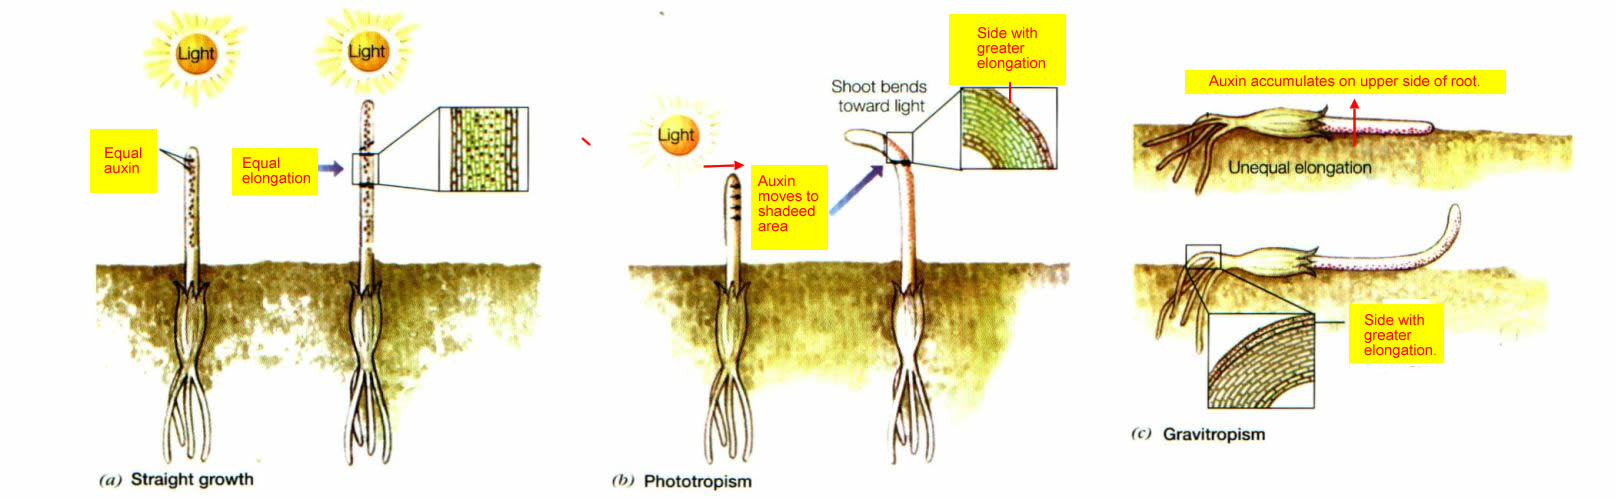 Light
Light
Equal
auxin
Equal
elongation
(a) Straight growth
Light
Shoot bends
toward light
Side with
greater
elongation
Auxin
moves to
shadeed
area
(b) Phototropism
Auxin accumulates on upper side of root.
Unequal elongation
Side with
greater
elongation.
(c) Gravitropism